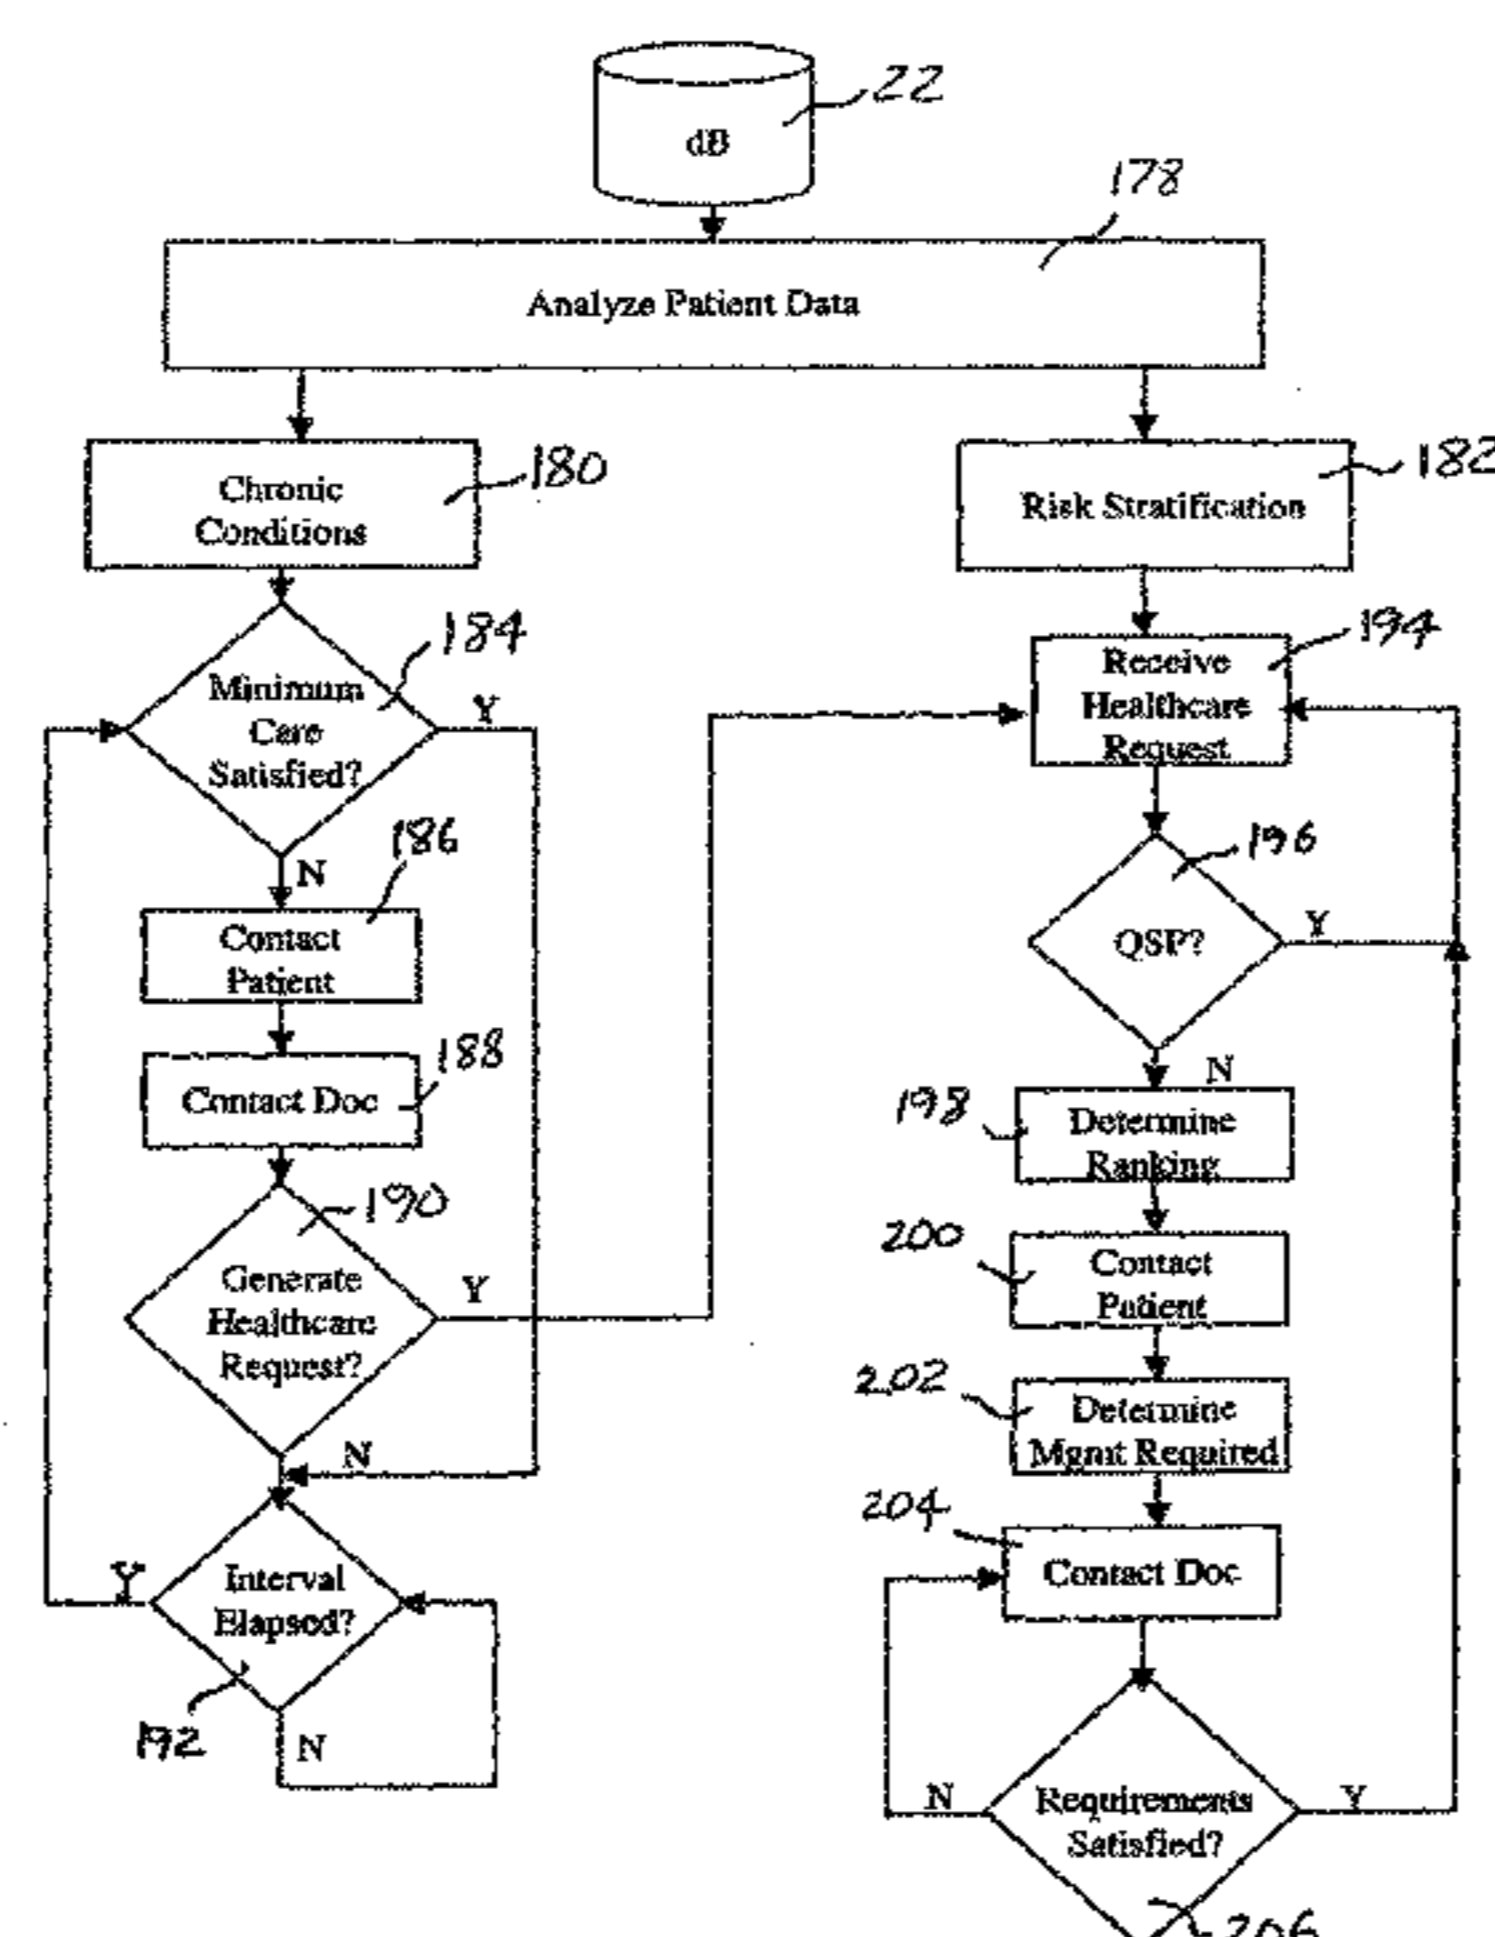 22
dB
178
Analyze Patient Data
180
Chronic
Conditions
182
Risk Stratification
184
Minimum
Care
Satisfied?
Y
N
194
Receive
Healthcare
Request
186
Contact
Patient
196
QSP?
Y
N
188
Contact Doc
198
Determine
Ranking
190
Generate
Healthcare
Request?
Y
N
200
Contact
Patient
202
Determine
Mgmt Required
204
Contact Doc
Y
Interval
Elapsed?
192
N
N
Requirements
Satisfied?
Y
206